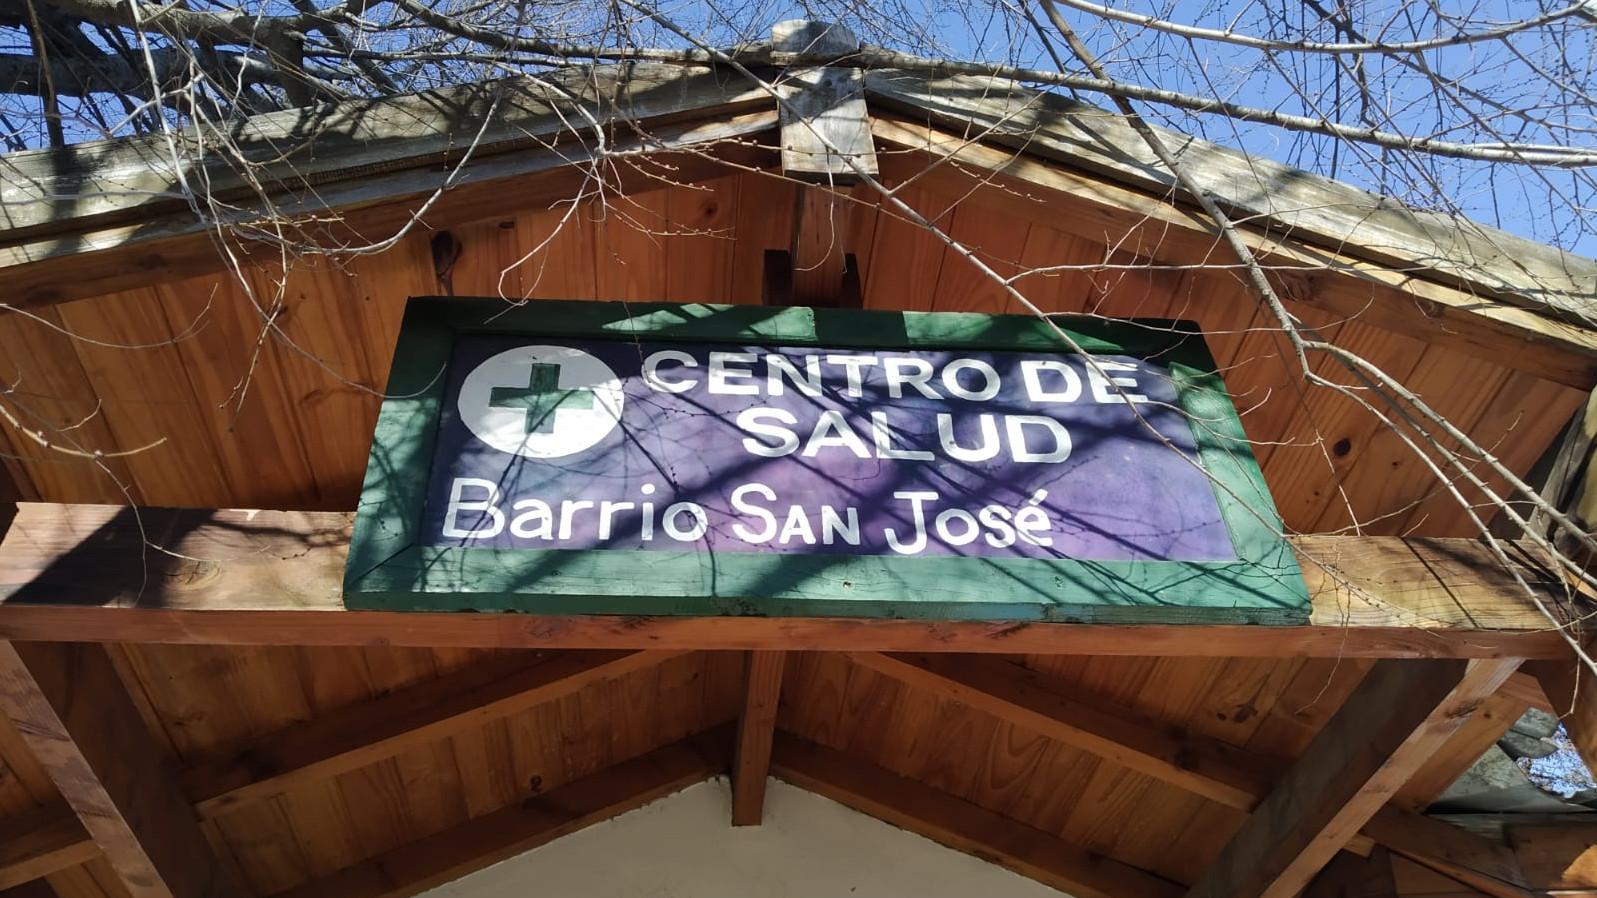 CENTRO DE
SALUD
Barrio SAN José